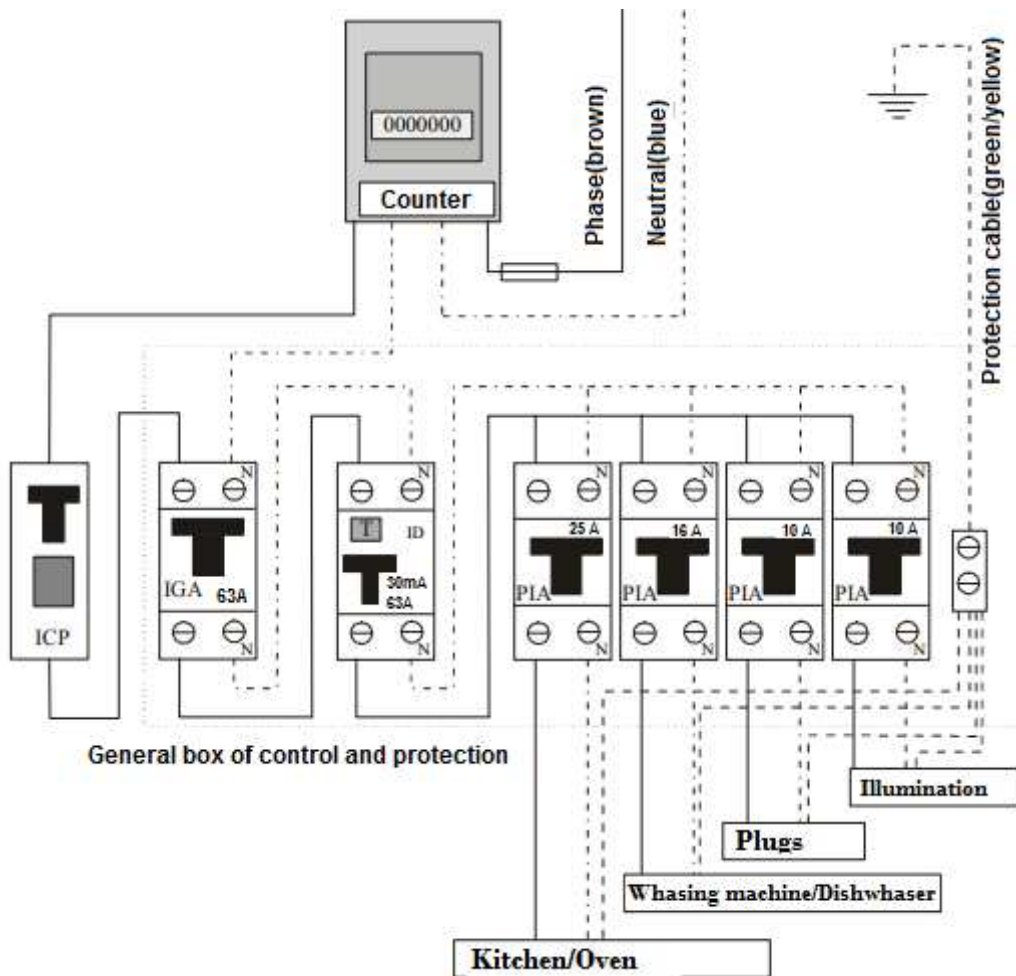 0000000
Counter
Phase(brown)
Neutral(blue)
Protection cable(green/yellow)
N
N
N
N
N
N
T
ID
25 A
16 A
10 A
10 A
IGA
63A
30mA
63A
PIA
PIA
PIA
PIA
ICP
N
N
N
N
N
N
General box of control and protection
Illumination
Plugs
Whasing machine/Dishwhaser
Kitchen/Oven